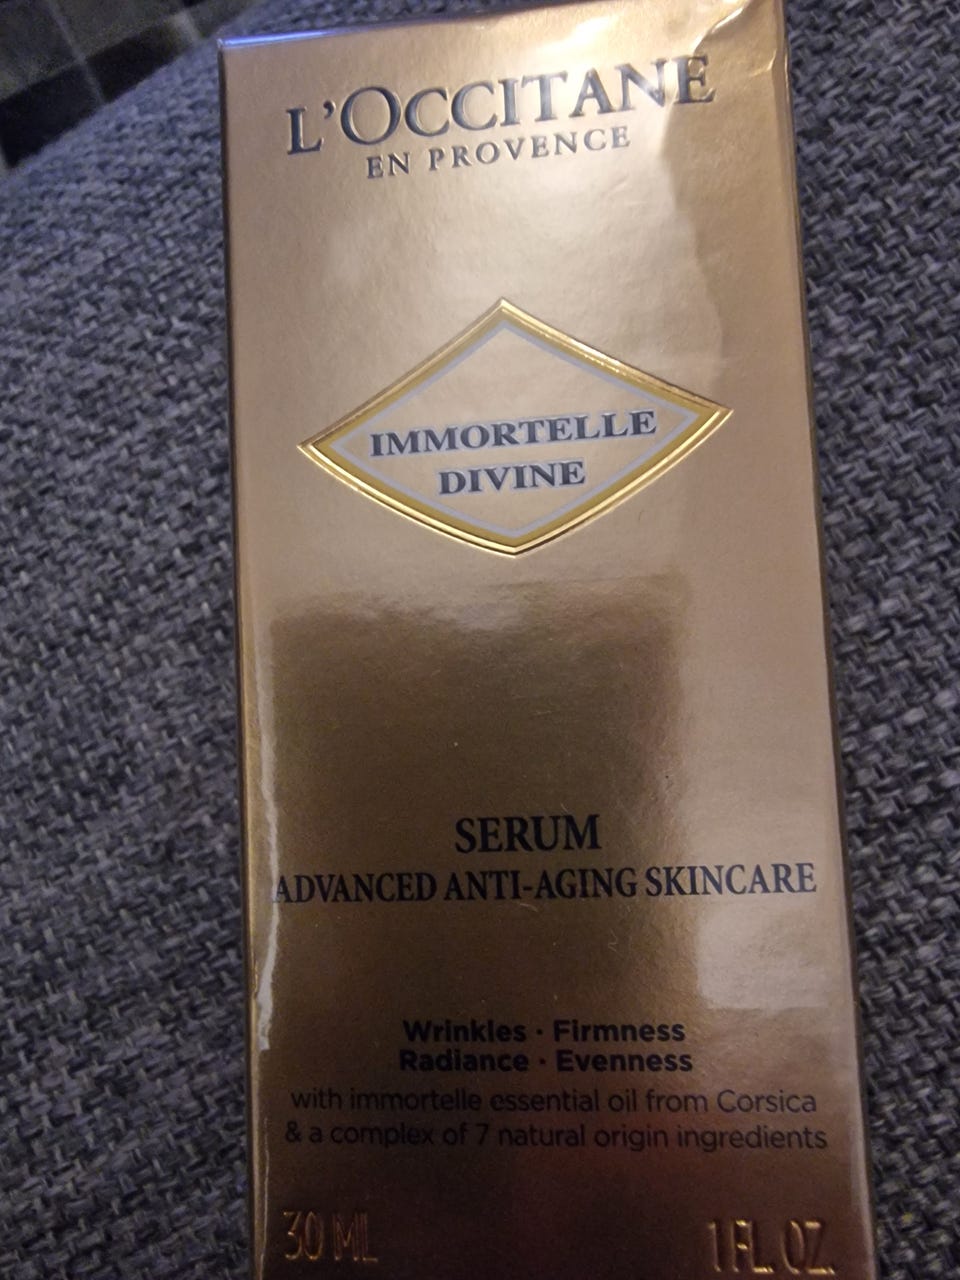 L'OCCITANE
EN PROVENCE
IMMORTELLE
DIVINE
SERUM
ADVANCED ANTI-AGING SKINCARE
Wrinkles · Firmness
Radiance · Evenness
with immortelle essential oil from Corsica
& a complex of 7 natural origin ingredients
30 ML 1 FL. OZ.